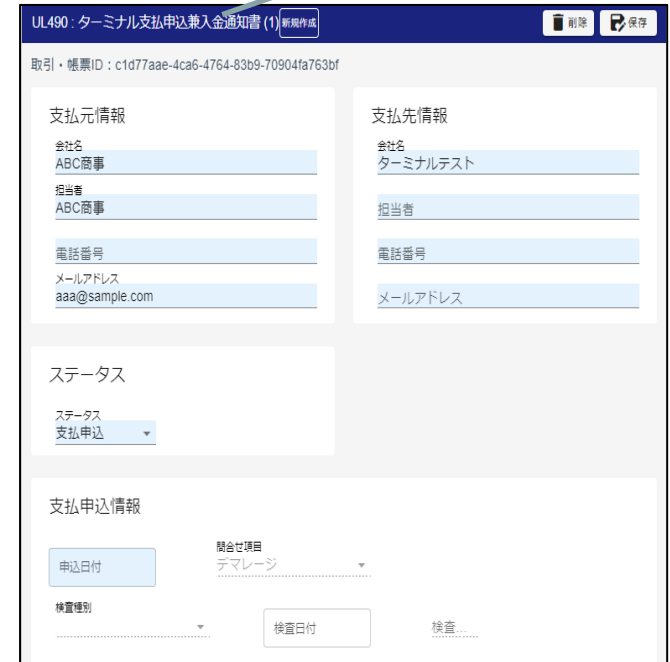 UL490 : ターミナル支払申込兼入金通知書 (1) 新規作成 削除 保存
取引・帳票ID : c1d77aae-4ca6-4764-83b9-70904fa763bf
支払元情報
会社名
ABC商事
担当者
ABC商事
電話番号
メールアドレス
aaa@sample.com
支払先情報
会社名
ターミナルテスト
担当者
電話番号
メールアドレス
ステータス
ステータス
支払申込
支払申込情報
申込日付
問合せ項目
デマレージ
検査種別
検査日付
検査...